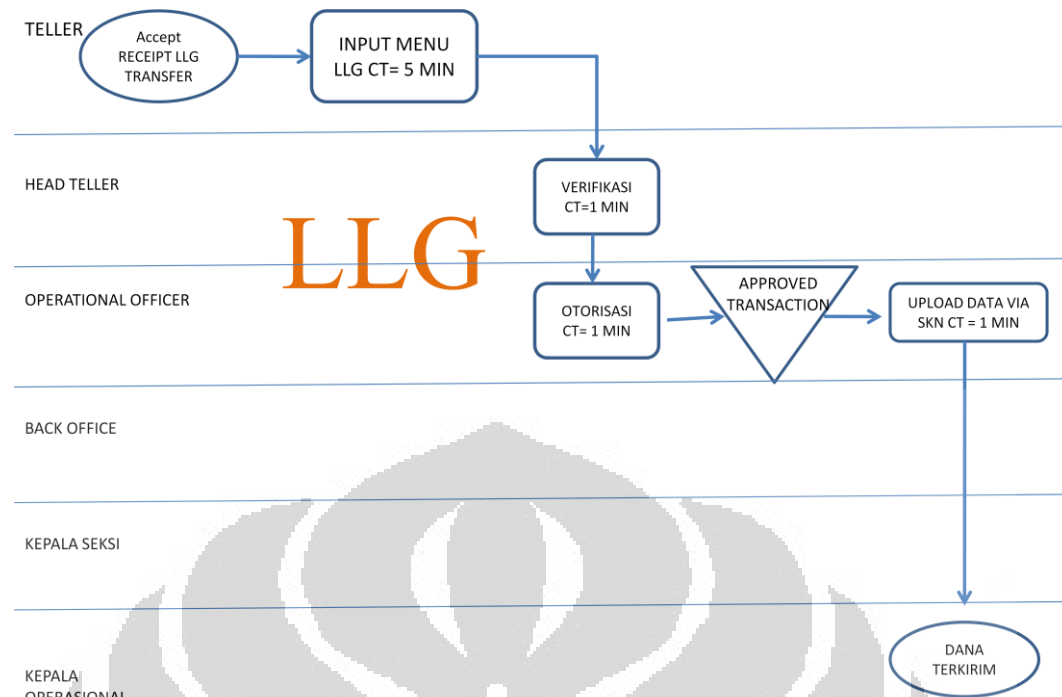 TELLER
Accept
RECEIPT LLG
TRANSFER
INPUT MENU
LLG CT= 5 MIN
HEAD TELLER
VERIFIKASI
CT=1 MIN
LLG
OPERATIONAL OFFICER
OTORISASI
CT= 1 MIN
APPROVED
TRANSACTION
UPLOAD DATA VIA
SKN CT = 1 MIN
BACK OFFICE
KEPALA SEKSI
KEPALA
OPERASIONAL
DANA
TERKIRIM